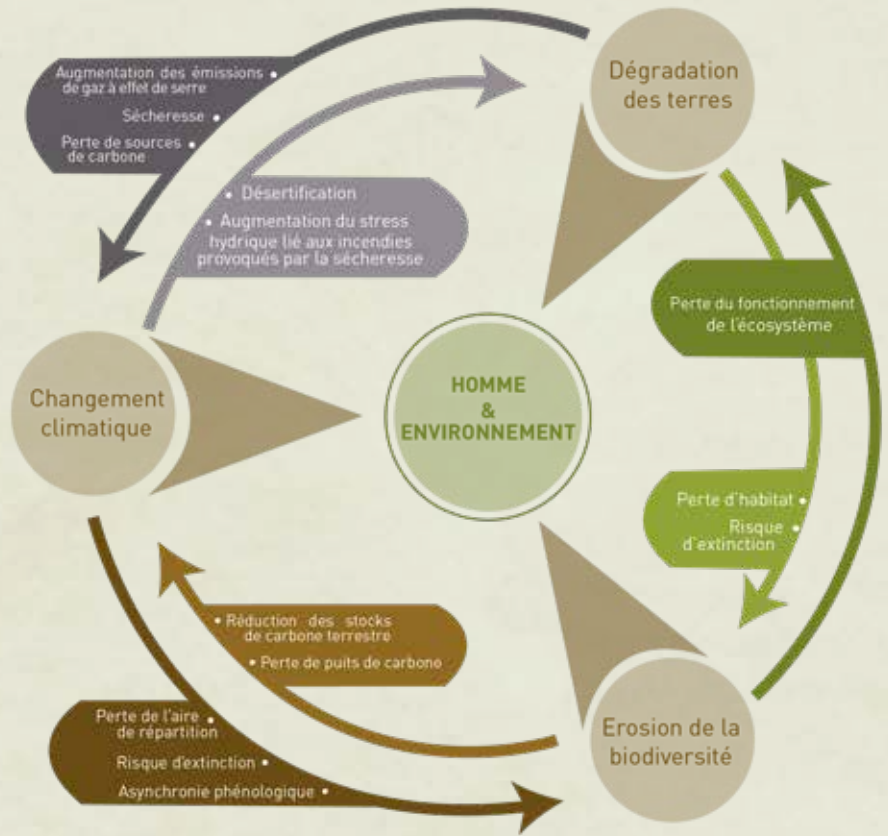 Augmentation des émissions •
de gaz à effet de serre
Sécheresse •
Perte de sources •
de carbone
Dégradation
des terres
• Désertification
• Augmentation du stress
hydrique lié aux incendies
provoqués par la sécheresse
Perte du fonctionnement
de l'écosystème
Changement
climatique
HOMME
&
ENVIRONNEMENT
Perte d'habitat •
Risque •
d'extinction
• Réduction des stocks
de carbone terrestre
• Perte de puits de carbone
Perte de l'aire •
de répartition
Risque d'extinction •
Asynchronie phénologique •
Erosion de la
biodiversité